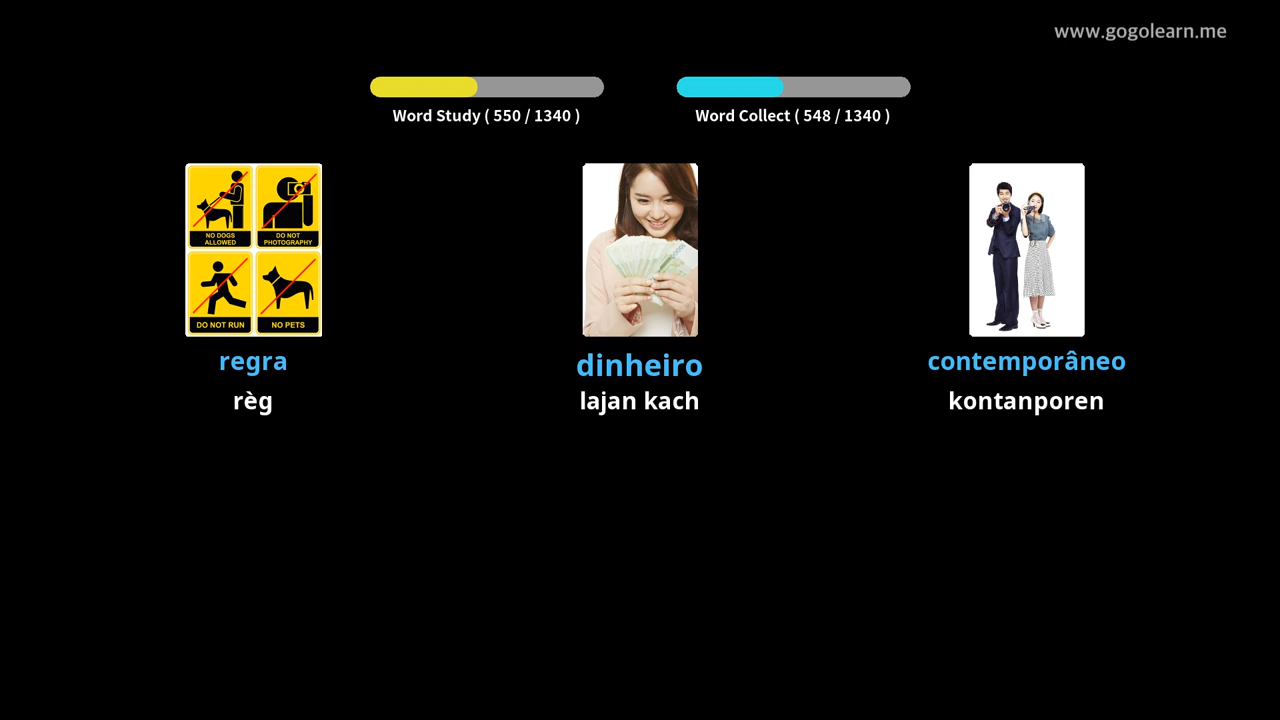 www.gogolearn.me
Word Study ( 550 / 1340 )
Word Collect ( 548 / 1340 )
NO DOGS
ALLOWED
DO NOT
PHOTOGRAPHY
DO NOT RUN
NO PETS
regra
dinheiro
contemporâneo
règ
lajan kach
kontanporen